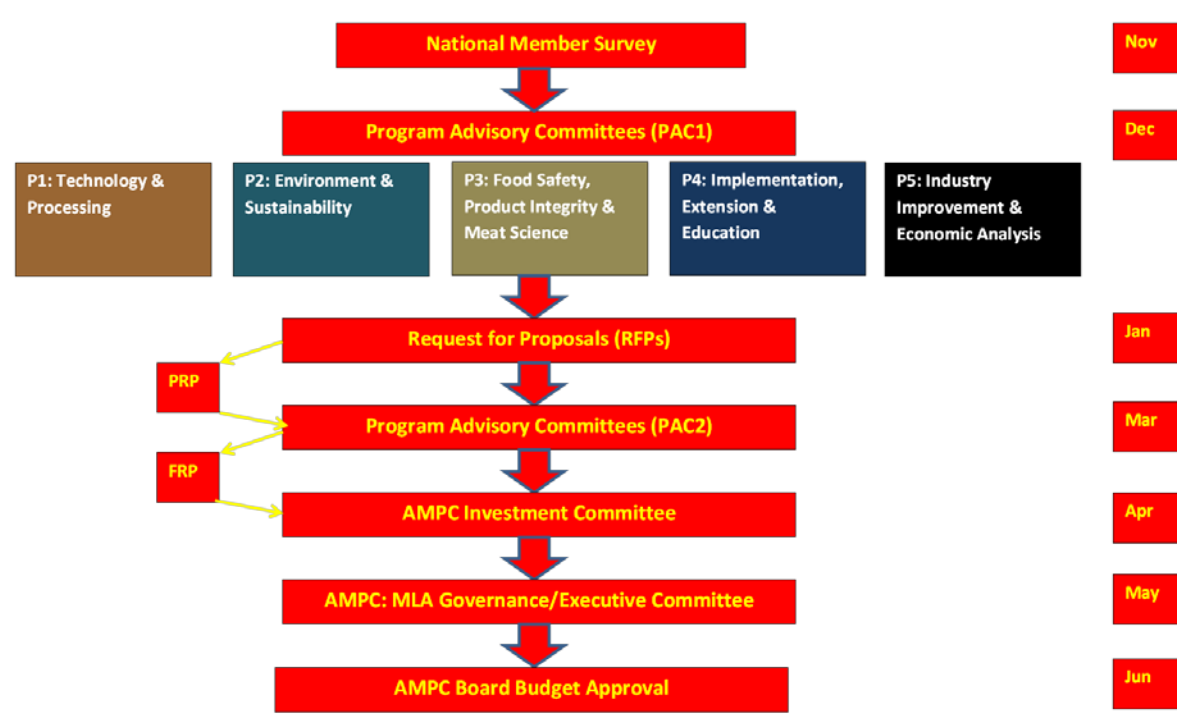 National Member Survey
Nov
Program Advisory Committees (PAC1)
Dec
P1: Technology &
Processing
P2: Environment &
Sustainability
P3: Food Safety,
Product Integrity &
Meat Science
P4: Implementation,
Extension &
Education
P5: Industry
Improvement &
Economic Analysis
Request for Proposals (RFPs)
Jan
PRP
Program Advisory Committees (PAC2)
Mar
FRP
AMPC Investment Committee
Apr
AMPC: MLA Governance/Executive Committee
May
AMPC Board Budget Approval
Jun